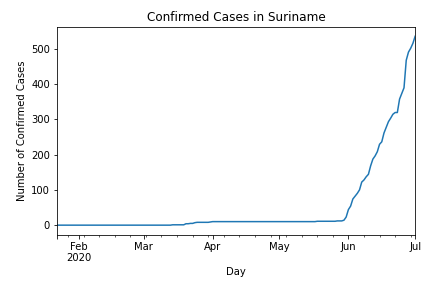 Confirmed Cases in Suriname
Number of Confirmed Cases
500
400
300
200
100
0
Feb Mar Apr May Jun Jul
2020
Day